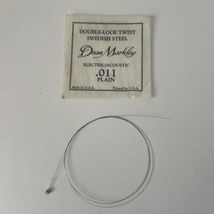 DOUBLE-LOCK TWIST
SWEDISH STEEL
Dean Markley
ELECTRIC/ACOUSTIC
.011
PLAIN
Made in U.S.A. Printed in U.S.A.